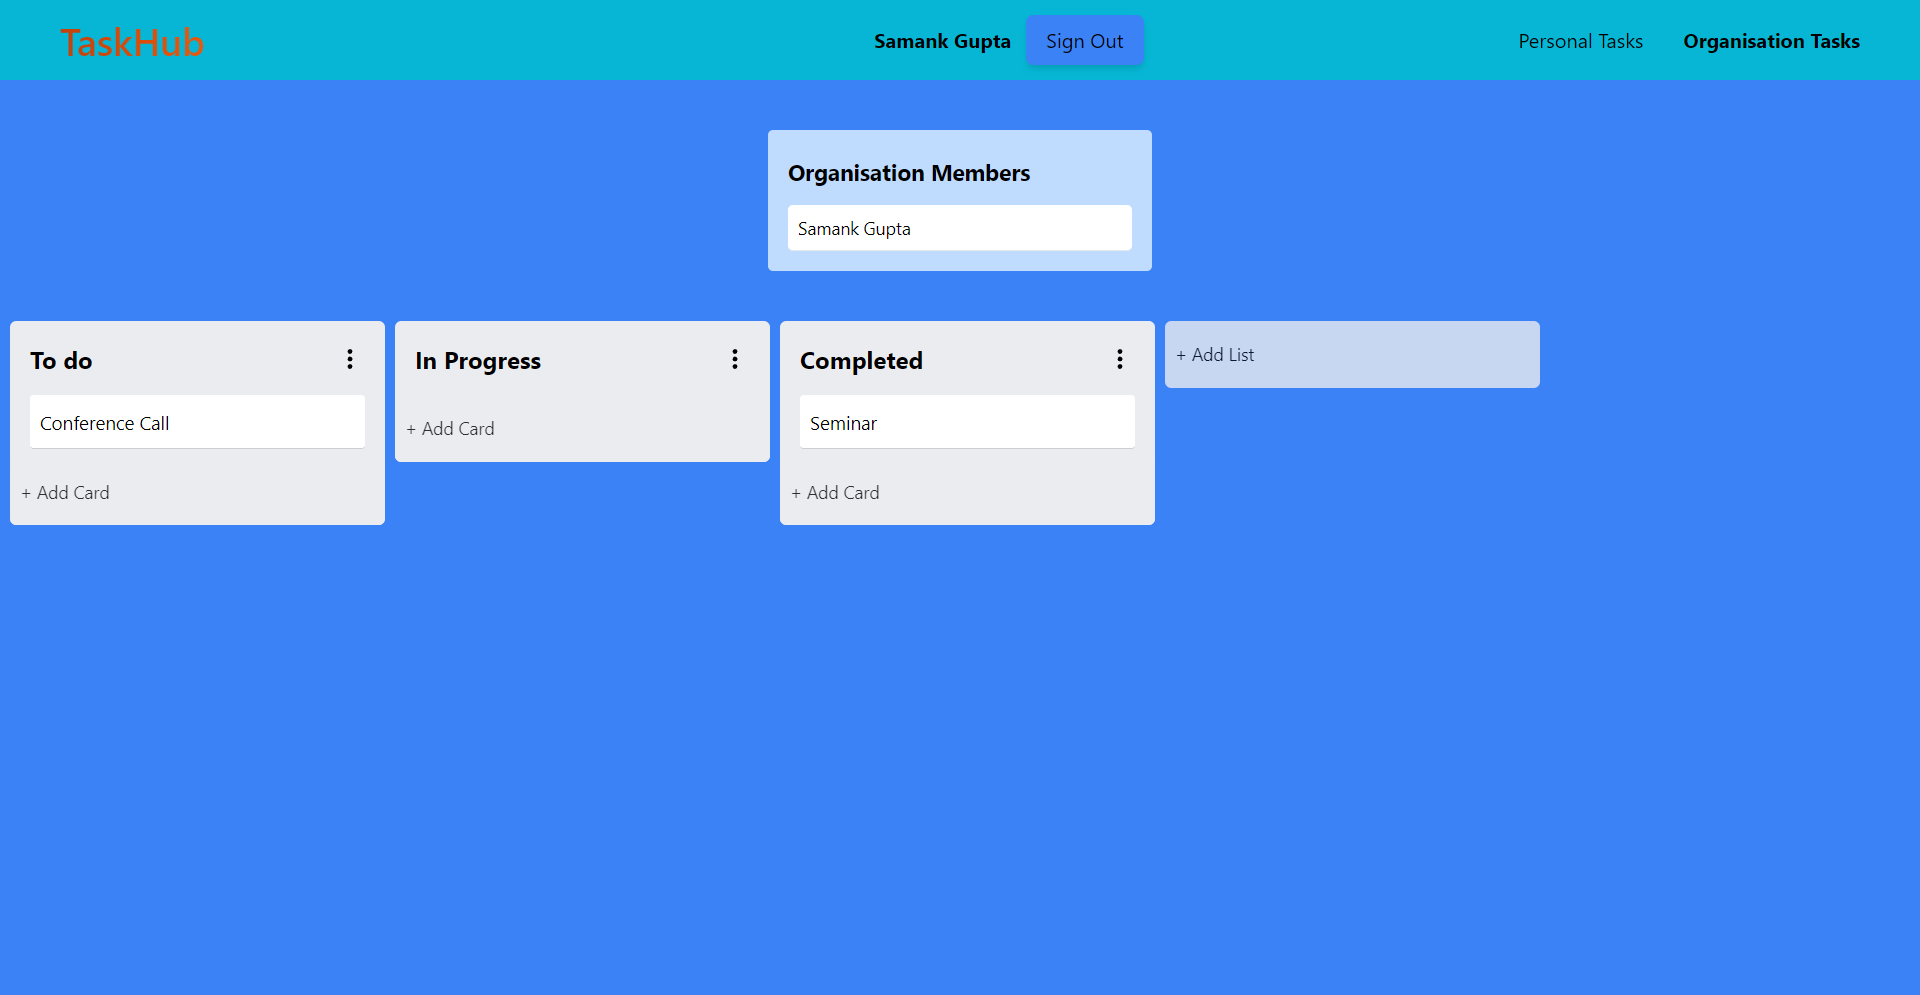 TaskHub
Samank Gupta
Sign Out
Personal Tasks
Organisation Tasks
Organisation Members
Samank Gupta
To do
Conference Call
+ Add Card
In Progress
+ Add Card
Completed
Seminar
+ Add Card
+ Add List